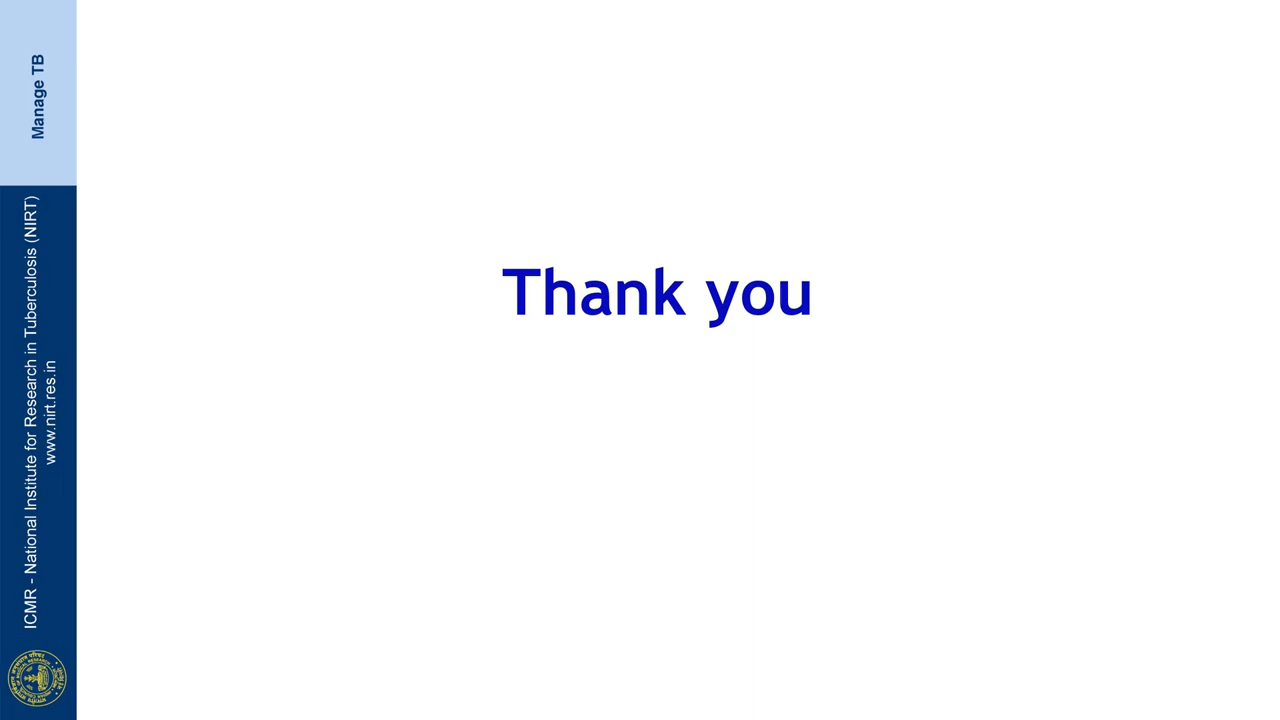 Manage TB
ICMR - National Institute for Research in Tuberculosis (NIRT)
www.nirt.res.in
Thank you